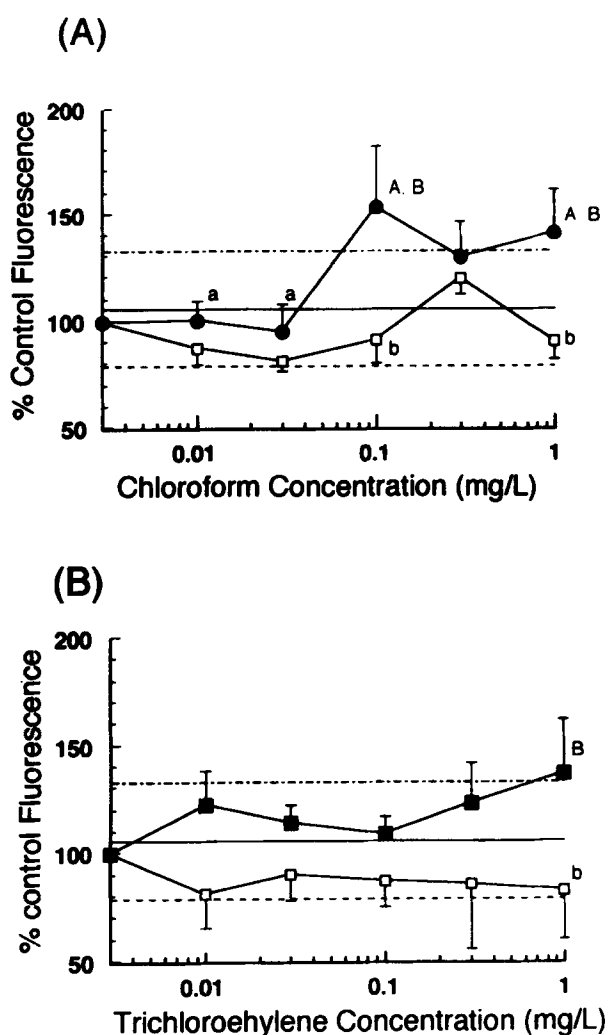 (A)
200
150
100
50
% Control Fluorescence
A. B
A B
a
a
b
b
0.01
0.1
1
Chloroform Concentration (mg/L)
(B)
200
150
100
50
% control Fluorescence
B
b
0.01
0.1
1
Trichloroehylene Concentration (mg/L)